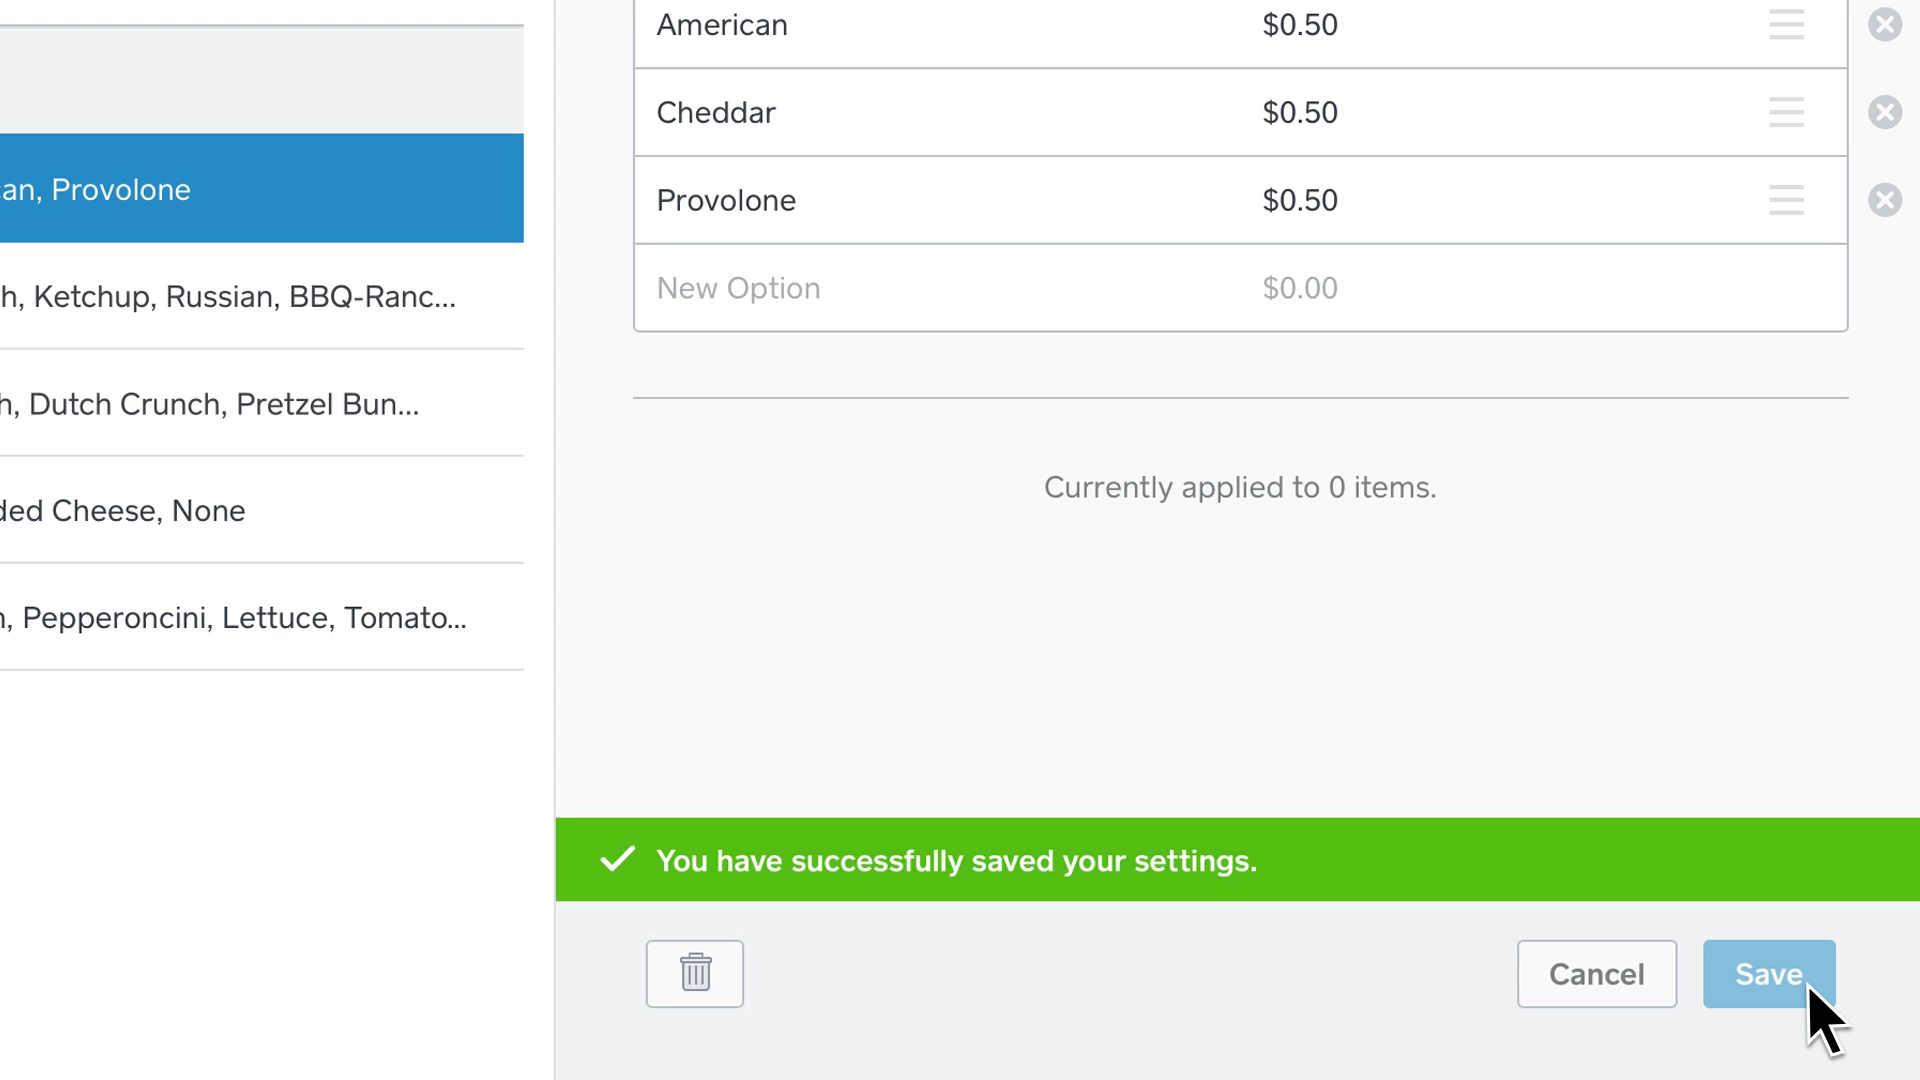 American $0.50
Cheddar $0.50
Provolone $0.50
New Option $0.00
an, Provolone
h, Ketchup, Russian, BBQ-Ranc...
h, Dutch Crunch, Pretzel Bun...
ded Cheese, None
n, Pepperoncini, Lettuce, Tomato...
Currently applied to 0 items.
You have successfully saved your settings.
Cancel Save